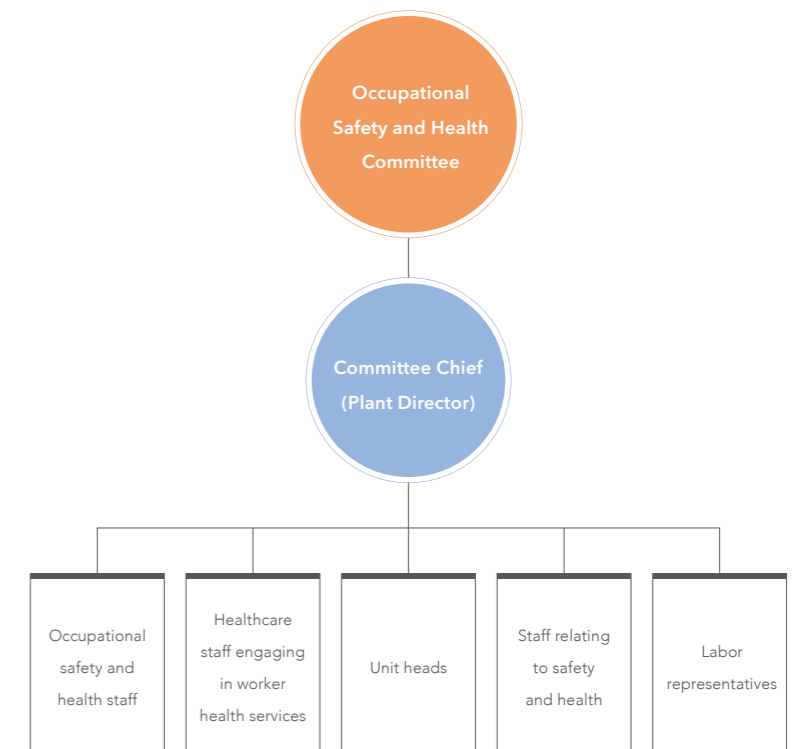 Occupational
Safety and Health
Committee
Committee Chief
(Plant Director)
Occupational
safety and
health staff
Healthcare
staff engaging
in worker
health services
Unit heads
Staff relating
to safety
and health
Labor
representatives